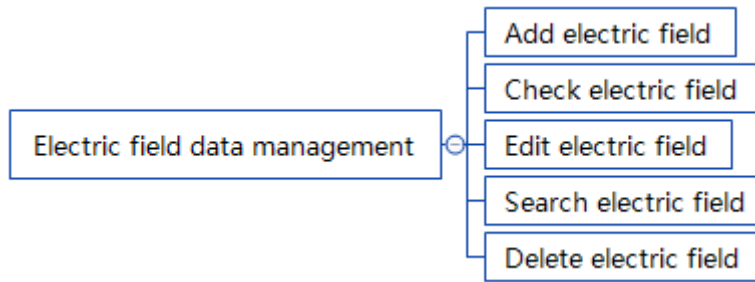 Electric field data management
Add electric field
Check electric field
Edit electric field
Search electric field
Delete electric field